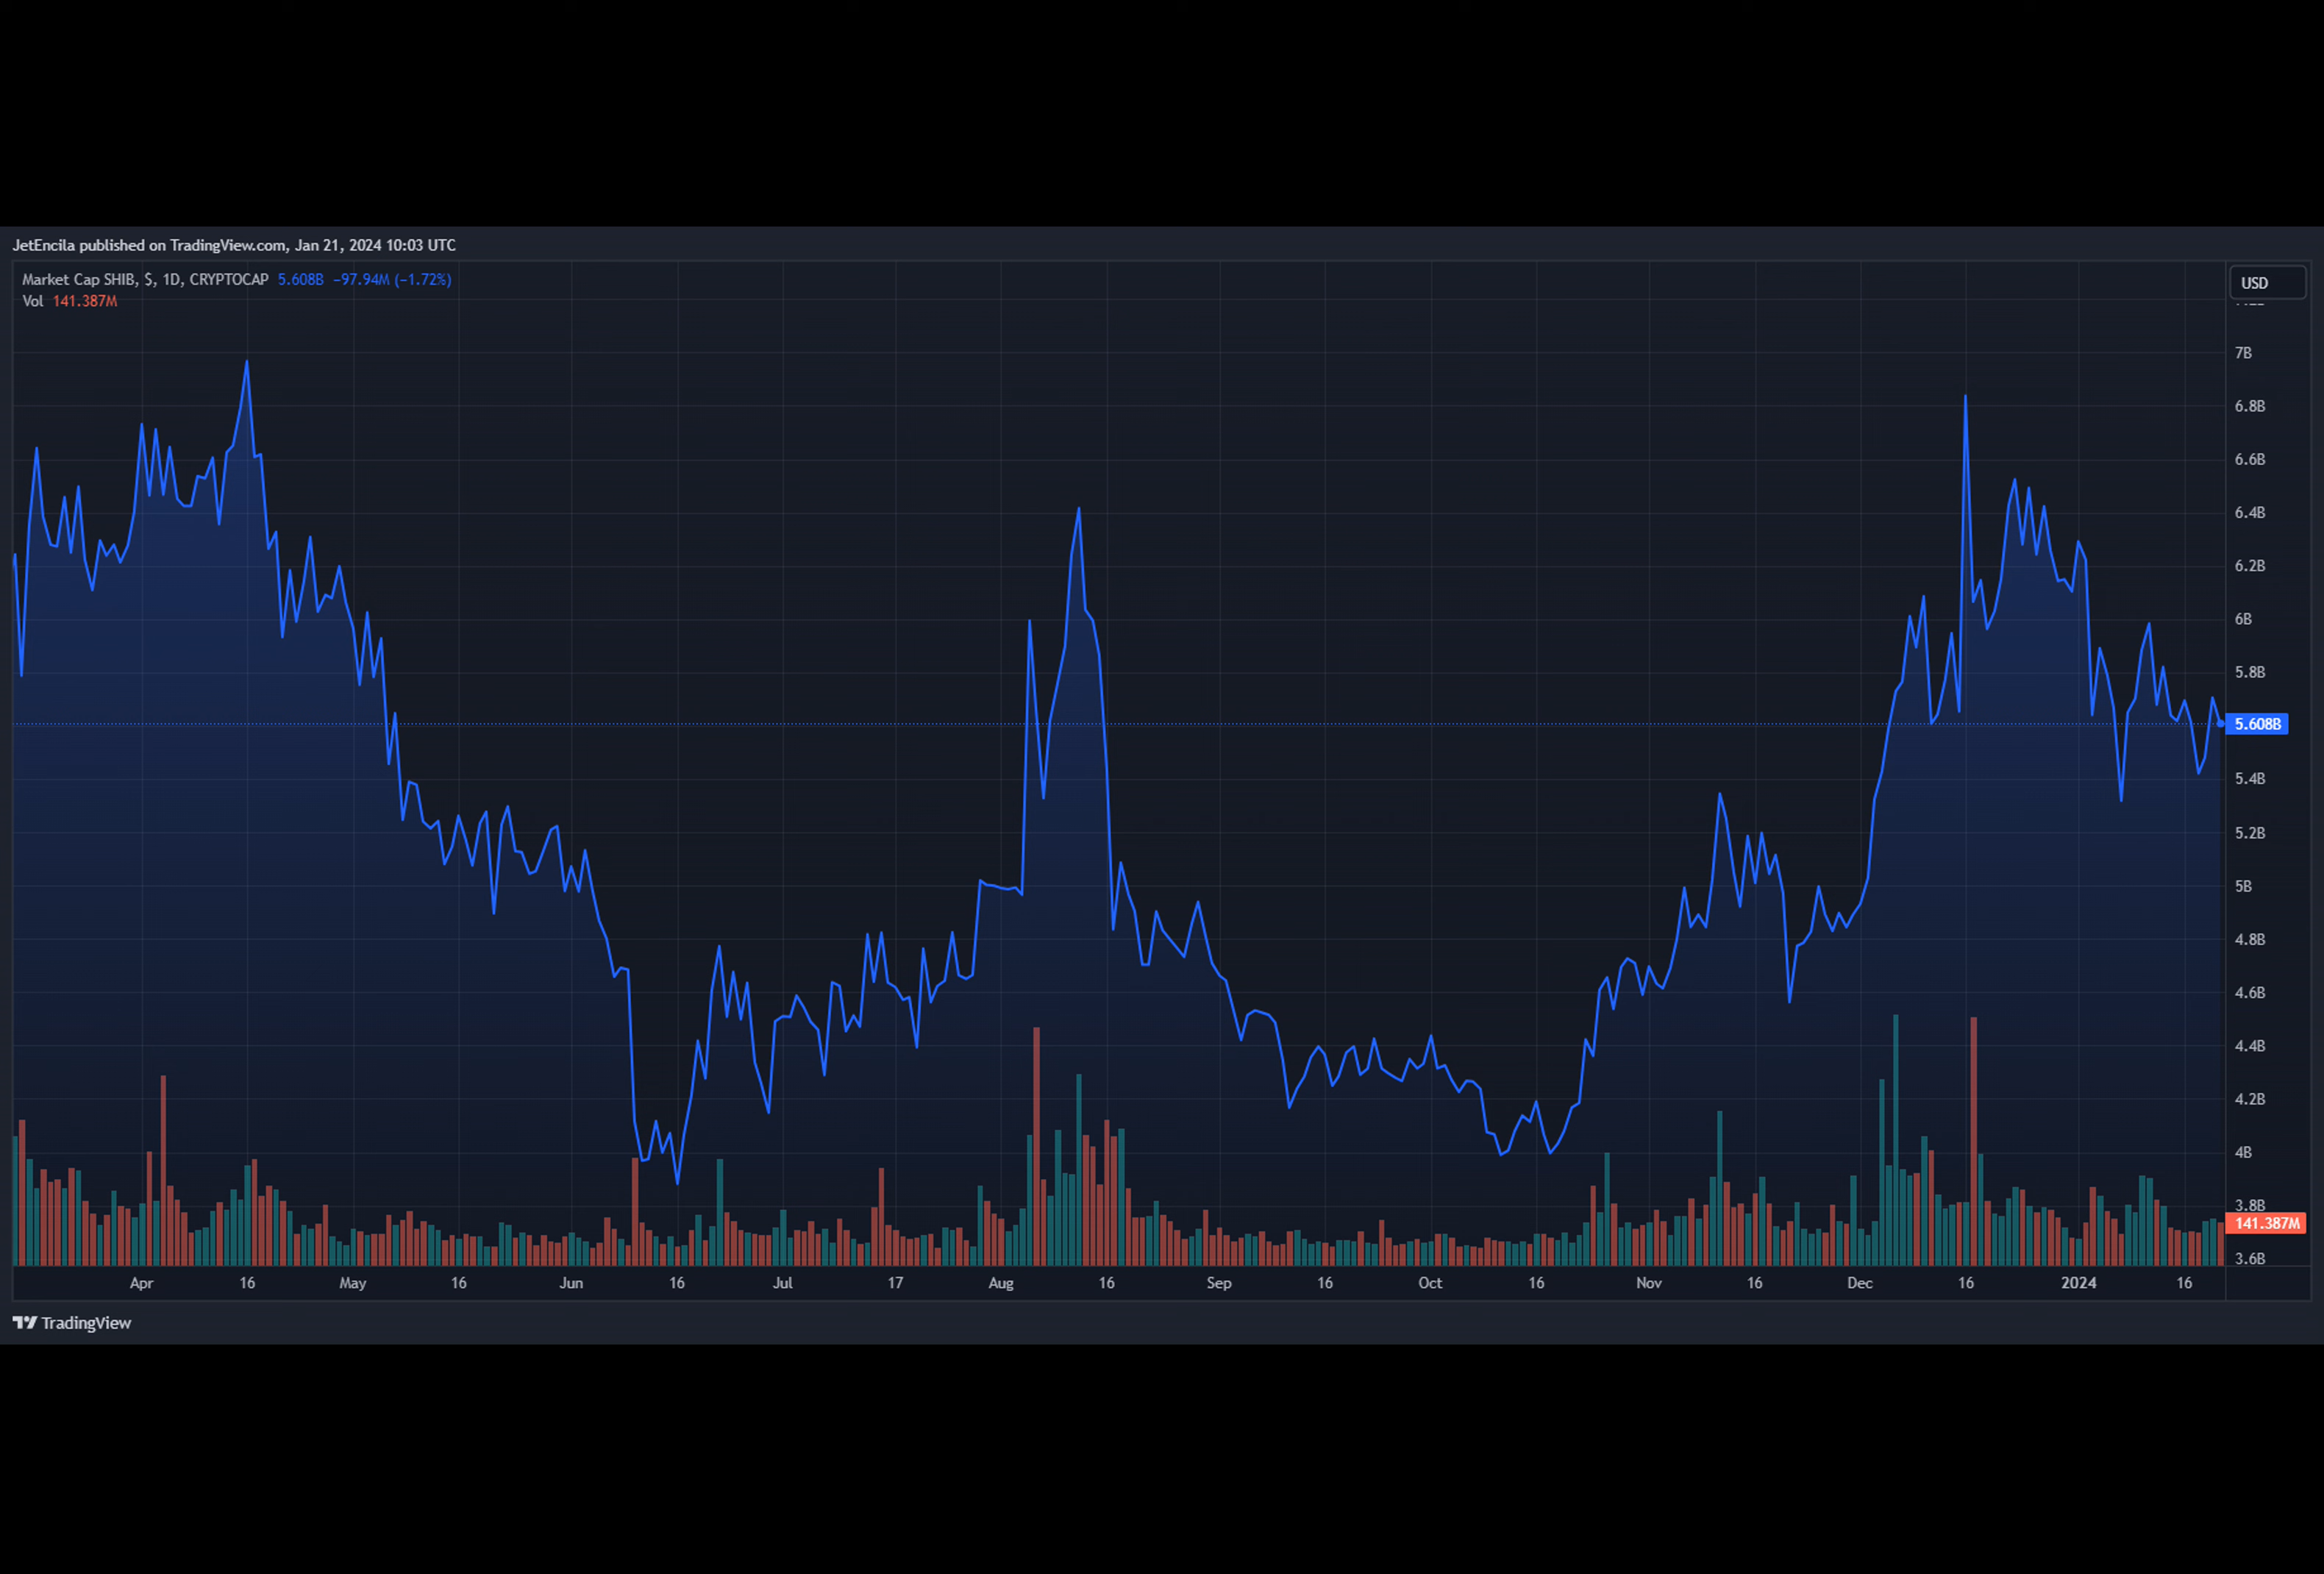 JetEncila published on TradingView.com, Jan 21, 2024 10:03 UTC
Market Cap SHIB, $, 1D, CRYPTOCAP 5.608B −97.94M (−1.72%)
Vol 141.387M
USD
7B
6.8B
6.6B
6.4B
6.2B
6B
5.8B
5.608B
5.4B
5.2B
5B
4.8B
4.6B
4.4B
4.2B
4B
3.8B
141.387M
3.6B
Apr 16 May 16 Jun 16 Jul 17 Aug 16 Sep 16 Oct 16 Nov 16 Dec 16 2024 16
TradingView